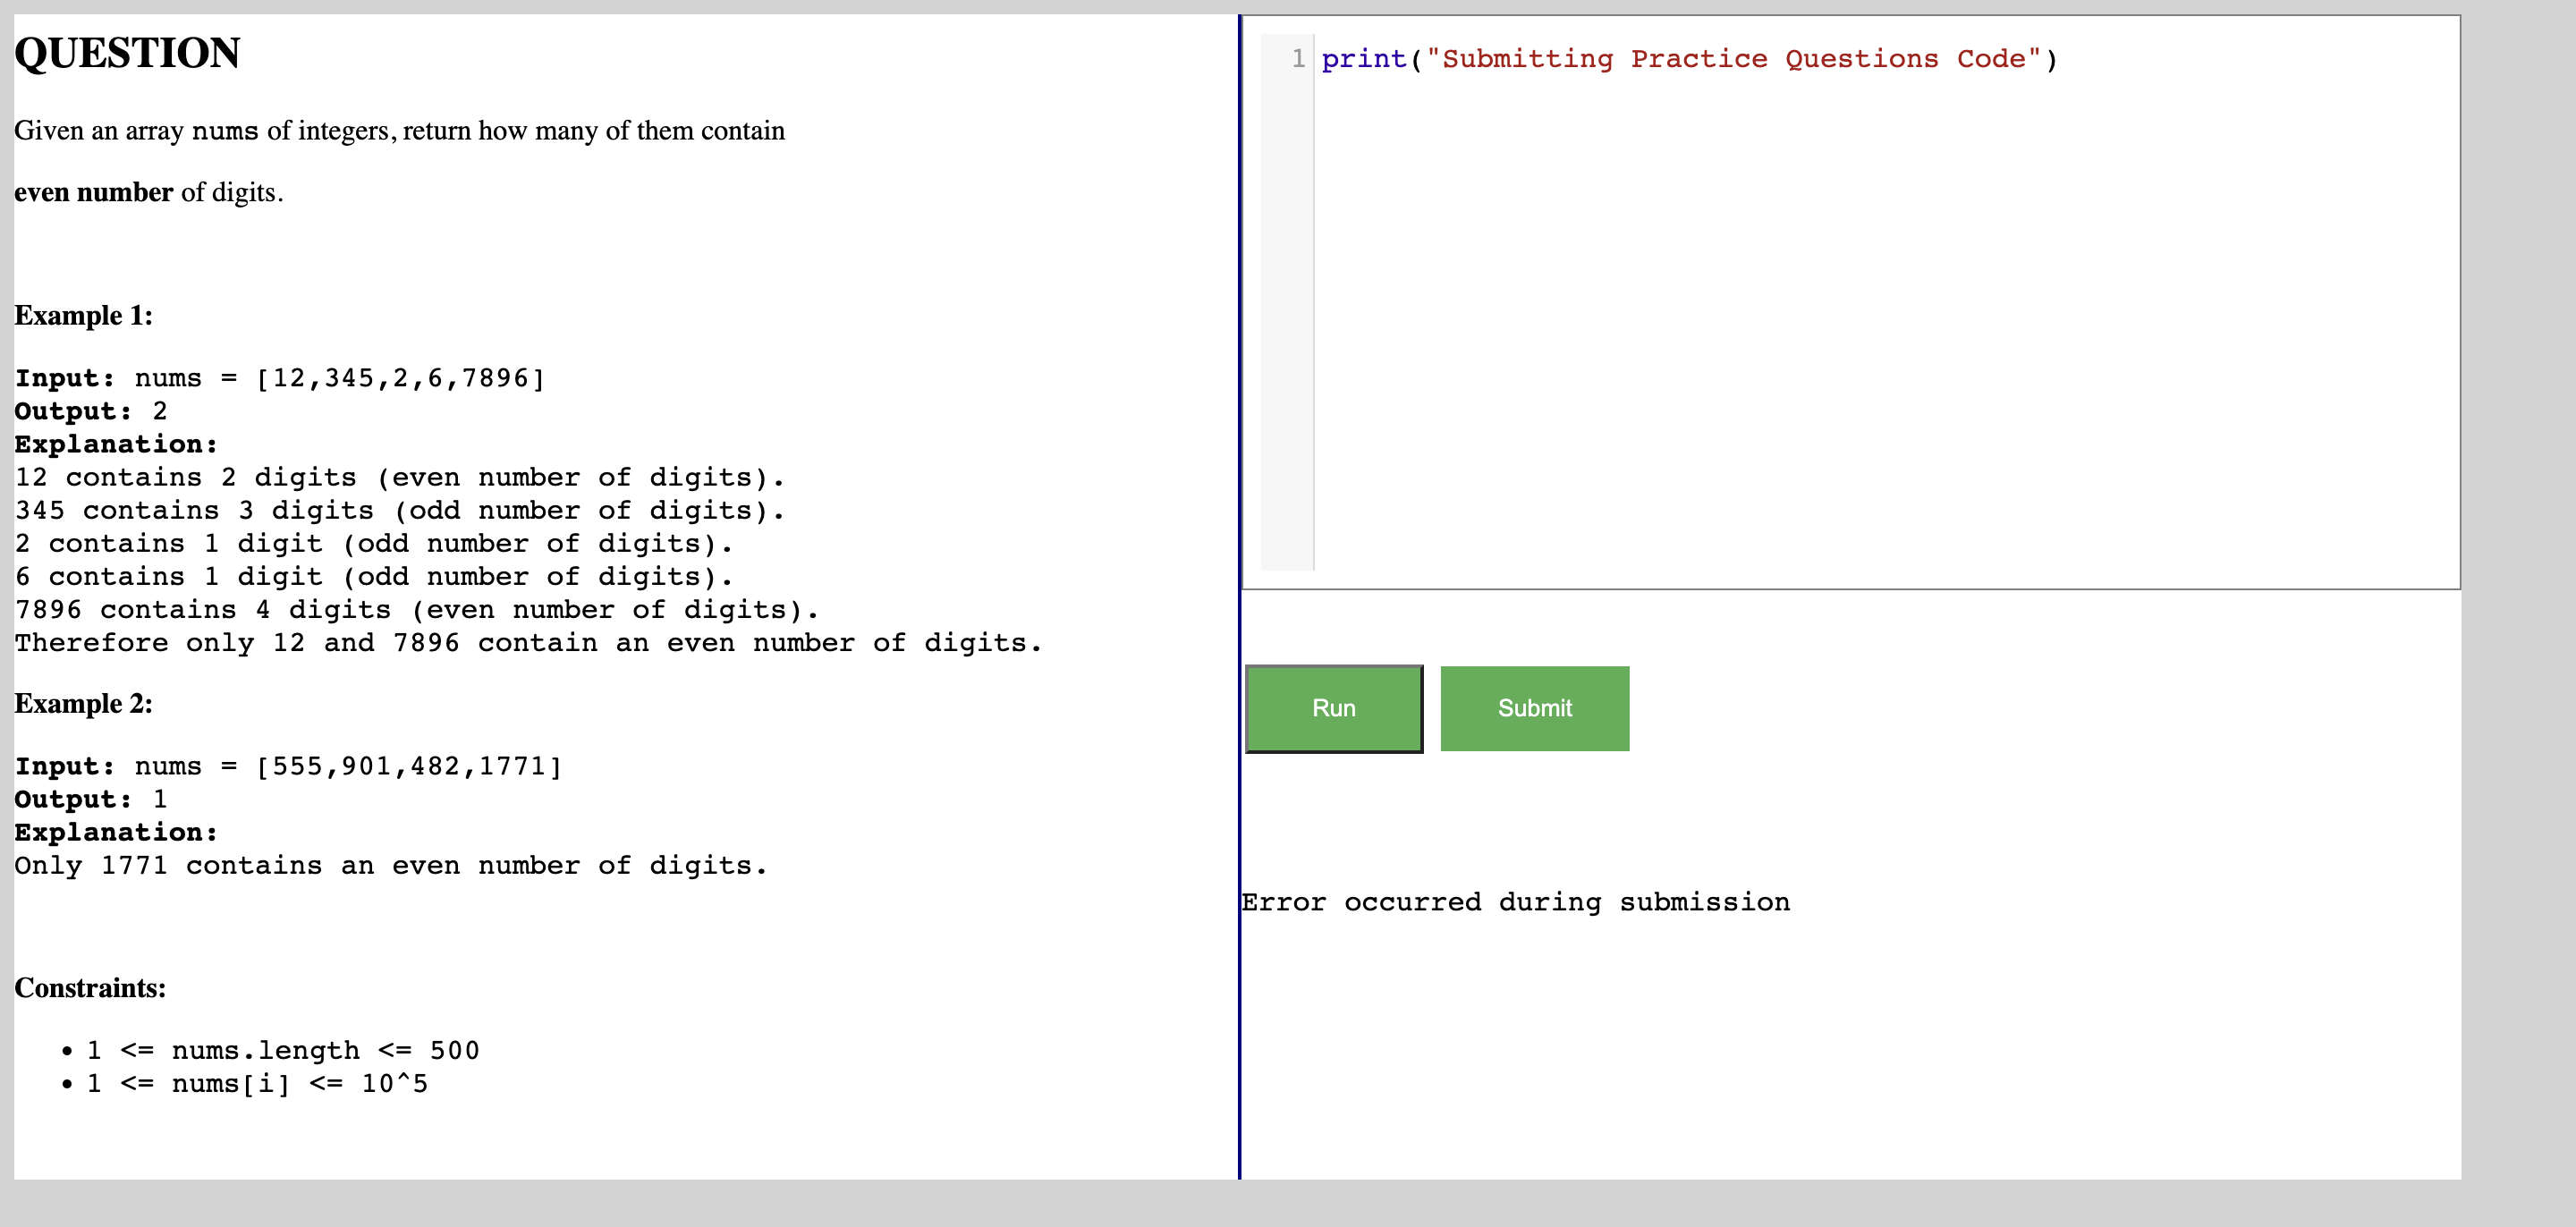 QUESTION
Given an array nums of integers, return how many of them contain
even number of digits.
Example 1:
Input: nums = [12,345,2,6,7896]
Output: 2
Explanation:
12 contains 2 digits (even number of digits).
345 contains 3 digits (odd number of digits).
2 contains 1 digit (odd number of digits).
6 contains 1 digit (odd number of digits).
7896 contains 4 digits (even number of digits).
Therefore only 12 and 7896 contain an even number of digits.
Example 2:
Input: nums = [555,901,482,1771]
Output: 1
Explanation:
Only 1771 contains an even number of digits.
Constraints:
• 1 <= nums.length <= 500
• 1 <= nums[i] <= 10^5
1 print("Submitting Practice Questions Code")
Run Submit
Error occurred during submission